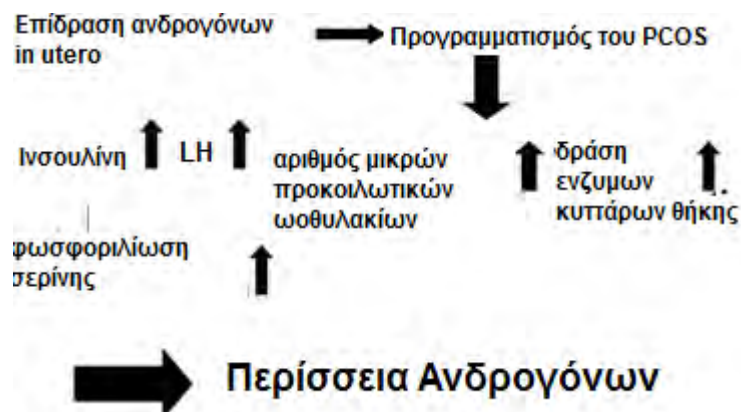 Επίδραση ανδρογόνων
in utero
Προγραμματισμός του PCOS
Ινσουλίνη
LH
αριθμός μικρών
προκοιλωτικών
ωοθυλακίων
δράση
ενζυμων
κυττάρων θήκής
φωσφοριλίωση
σερίνης
Περίσσεια Ανδρογόνων